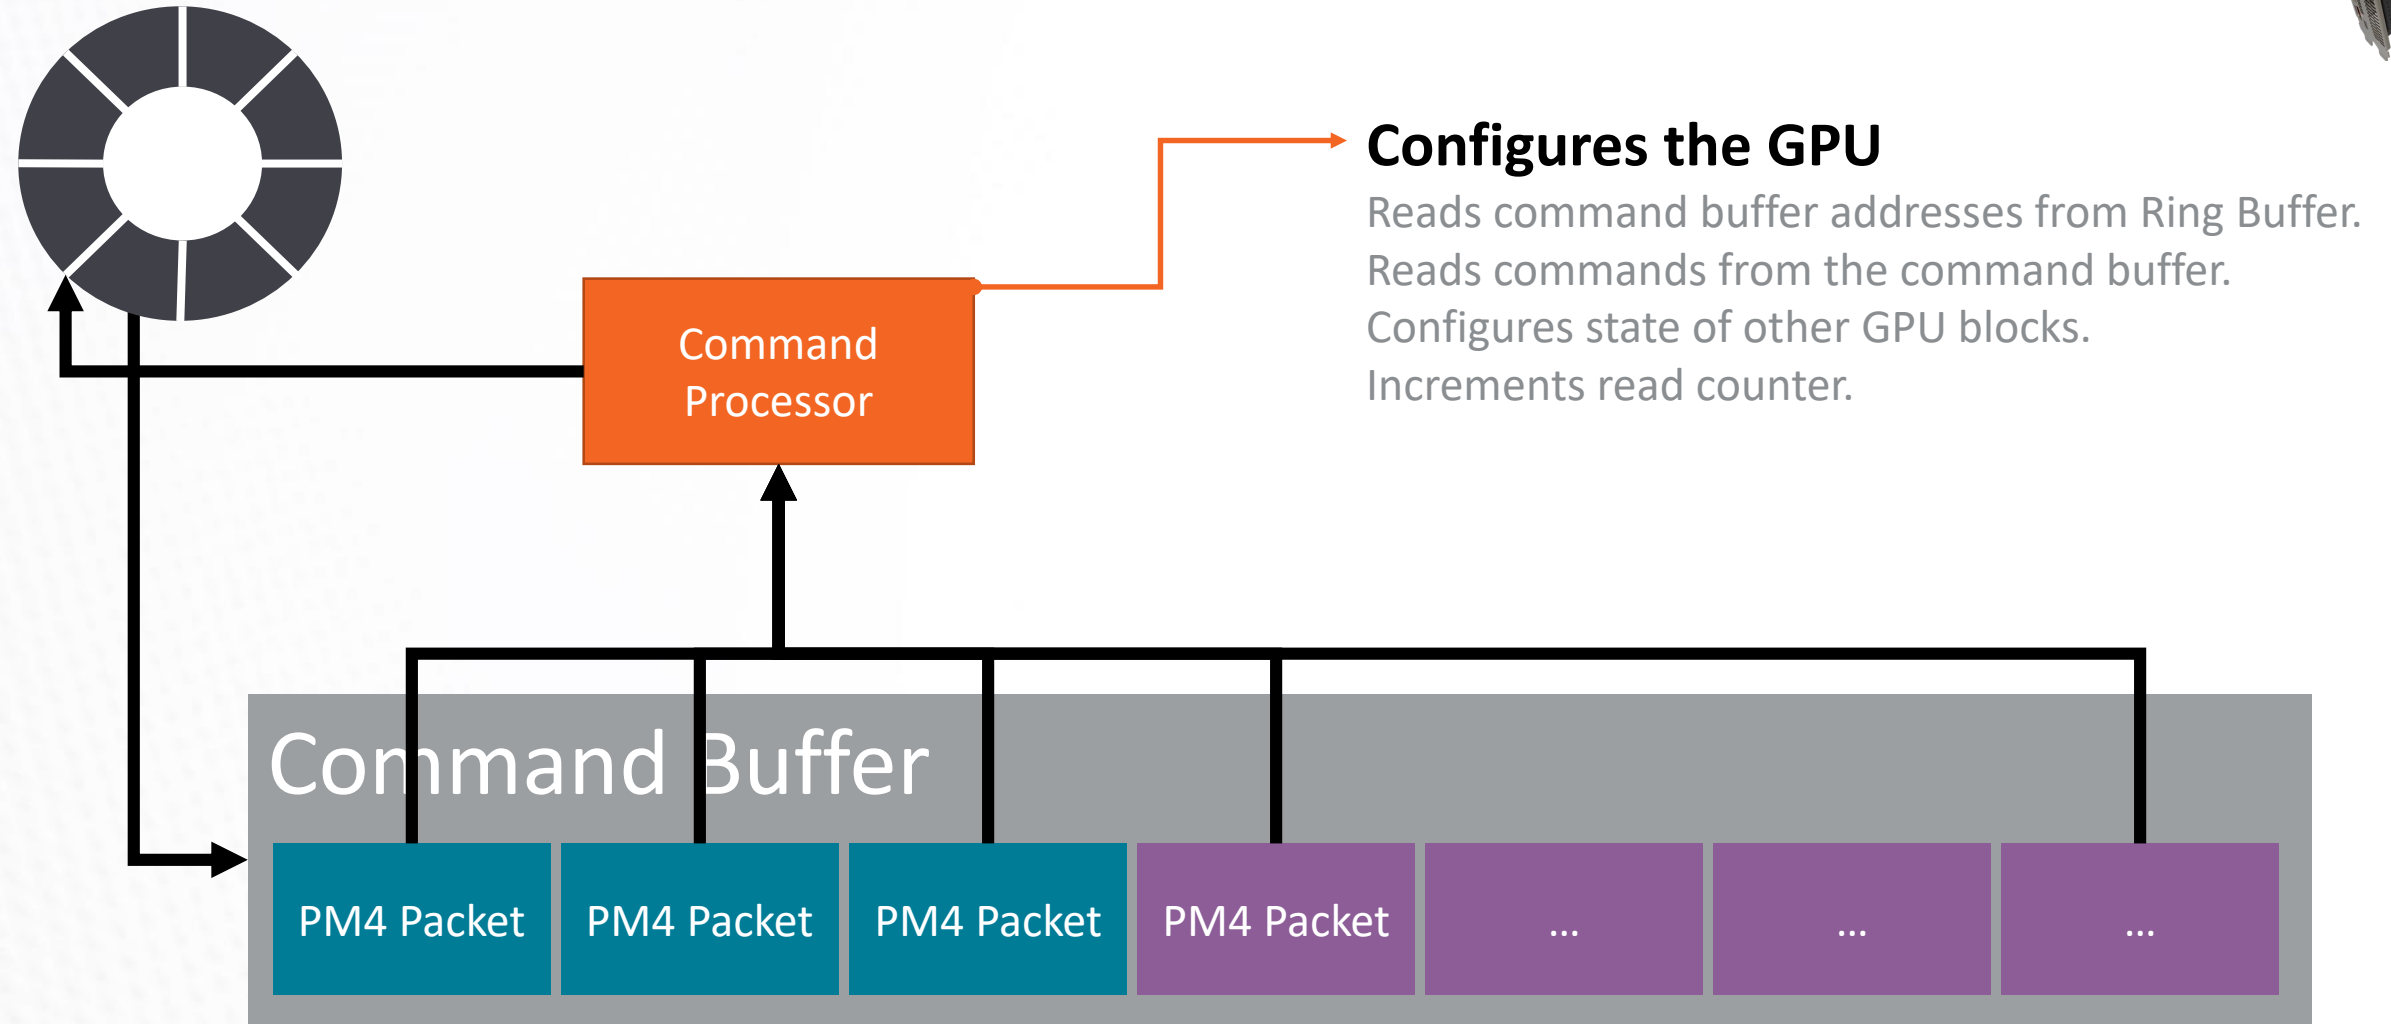 Configures the GPU
Reads command buffer addresses from Ring Buffer.
Reads commands from the command buffer.
Configures state of other GPU blocks.
Increments read counter.
Command
Processor
Command Buffer
PM4 Packet
PM4 Packet
PM4 Packet
PM4 Packet
...
...
...